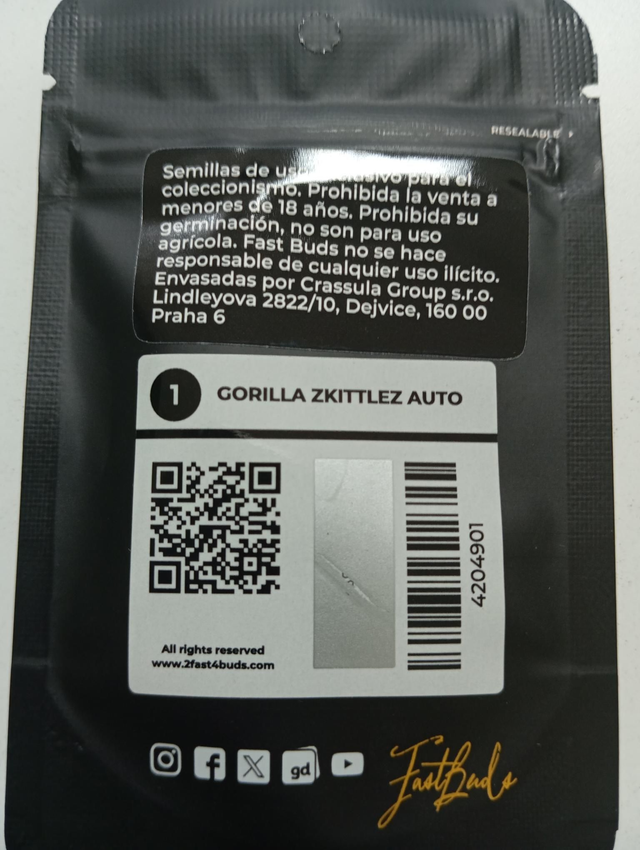 RESEALABLE
Semillas de uso exclusivo para el
coleccionismo. Prohibida la venta a
menores de 18 años. Prohibida su
germinación, no son para uso
agrícola. Fast Buds no se hace
responsable de cualquier uso ilícito.
Envasadas por Crassula Group s.r.o.
Lindleyova 2822/10, Dejvice, 160 00
Praha 6
1 GORILLA ZKITTLEZ AUTO
4204901
All rights reserved
www.2fast4buds.com
gd
FastBuds